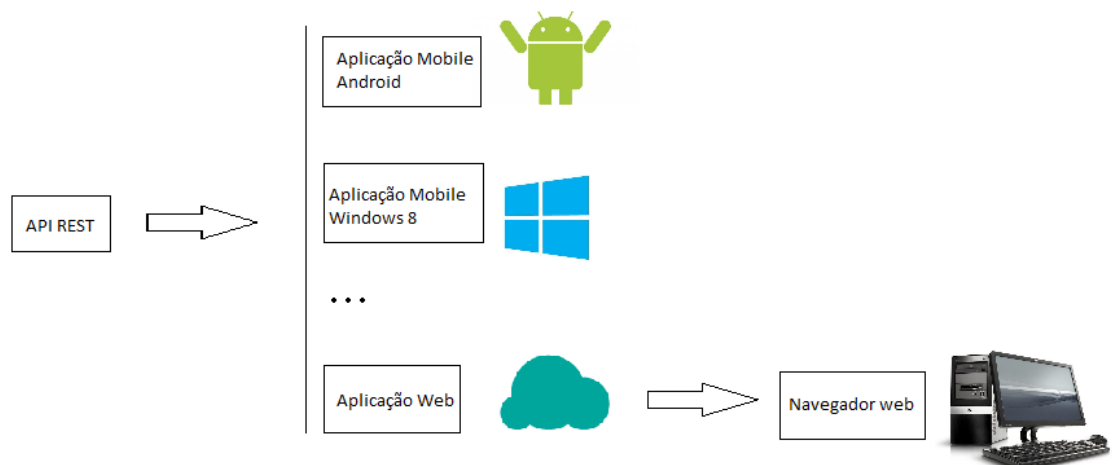 Aplicação Mobile
Android
Aplicação Mobile
Windows 8
API REST
...
Aplicação Web
Navegador web